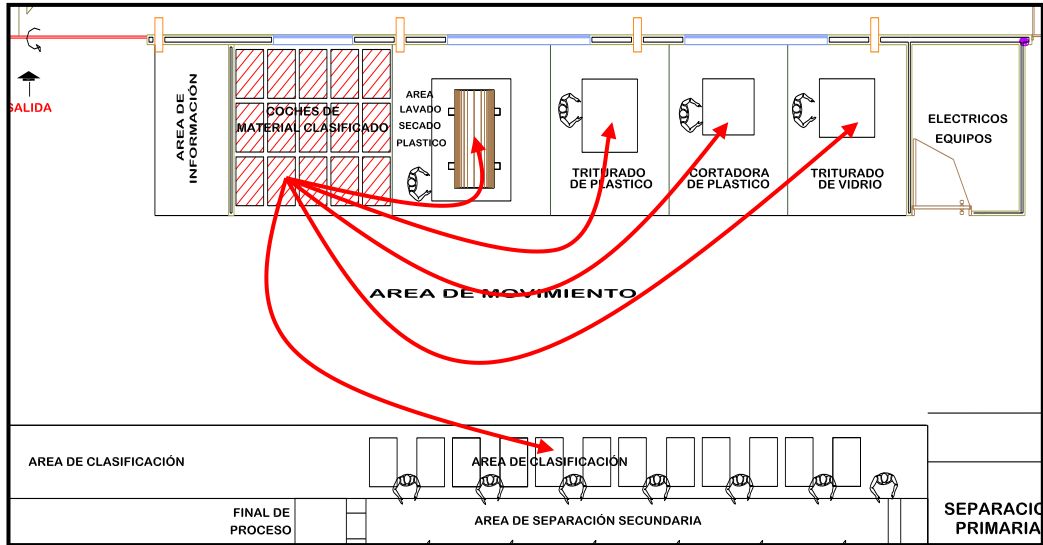 SALIDA
AREA DE
INFORMACIÓN
COCHES DE
MATERIAL CLASIFICADO
AREA
LAVADO
SECADO
PLASTICO
TRITURADO
DE PLASTICO
CORTADORA
DE PLASTICO
TRITURADO
DE VIDRIO
ELECTRICOS
EQUIPOS
AREA DE MOVIMIENTO
AREA DE CLASIFICACIÓN
AREA DE CLASIFICACIÓN
FINAL DE
PROCESO
AREA DE SEPARACIÓN SECUNDARIA
SEPARACIO
PRIMARIA